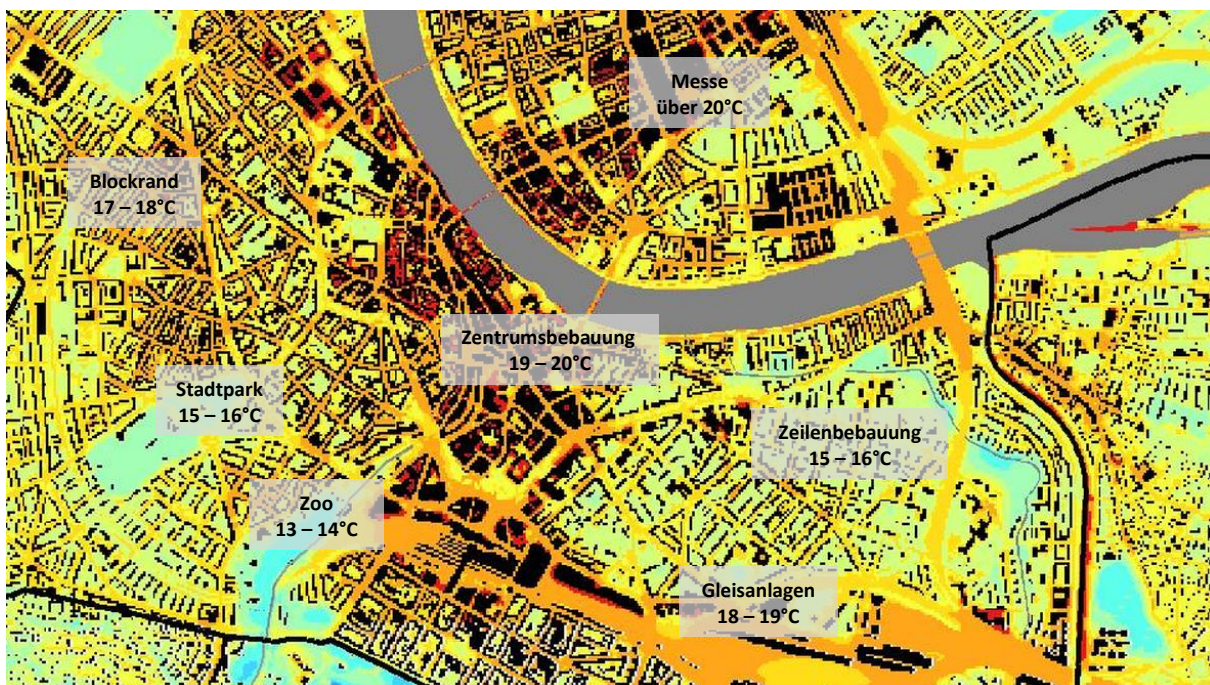 Messe
über 20°C
Blockrand
17 – 18°C
Zentrumsbebauung
19 – 20°C
Stadtpark
15 – 16°C
Zeilenbebauung
15 – 16°C
Zoo
13 – 14°C
Gleisanlagen
18 – 19°C